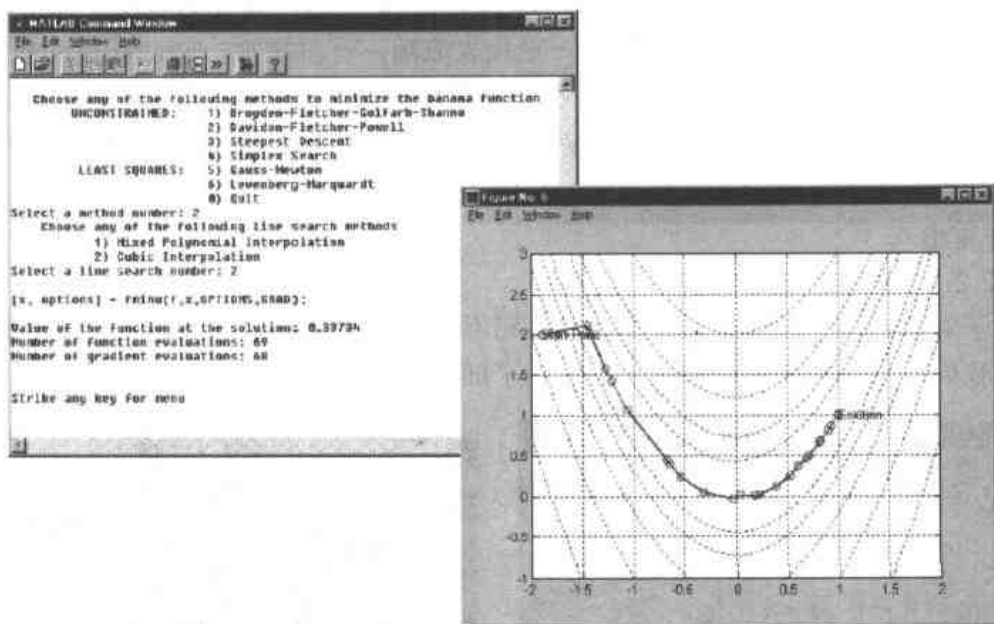 MATLAB Command Window
File Edit Window Help
Choose any of the following methods to minimize the banana function
UNCONSTRAINED: 1) Broyden-Fletcher-Golfarb-Shanno
2) Davidon-Fletcher-Powell
3) Steepest Descent
4) Simplex Search
LEAST SQUARES: 5) Gauss-Newton
6) Levenberg-Marquardt
0) Quit
Select a method number: 2
Choose any of the following line search methods
1) Mixed Polynomial Interpolation
2) Cubic Interpolation
Select a line search number: 2
[x, options] = fminu(f,x,OPTIONS,GRAD);
Value of the function at the solution:
Number of function evaluations: 69
Number of gradient evaluations: 68
Strike any key for menu
Figure No. 6
File Edit Window Help
3
2.5
2
1.5
1
0.5
0
-0.5
-1
Solution
-2 -1.5 -1 -0.5 0 0.5 1 1.5 2